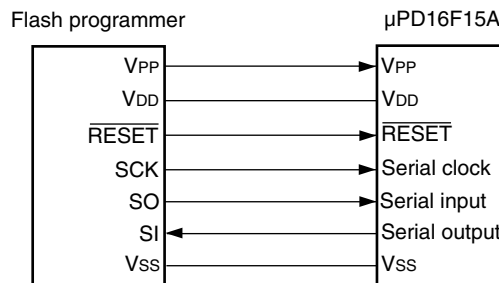 Flash programmer μPD16F15A
VPP VPP
VDD VDD
RESET RESET
SCK Serial clock
SO Serial input
SI Serial output
VSS VSS